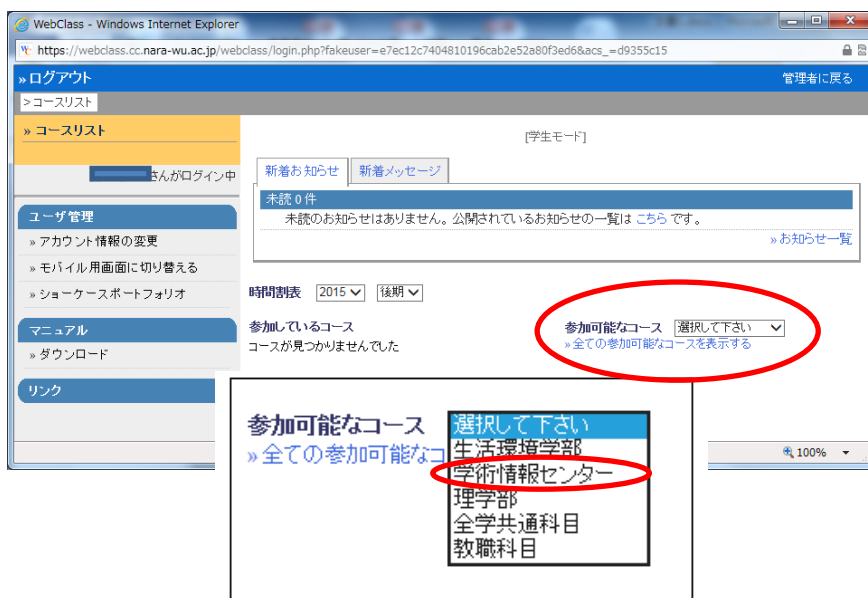 WebClass - Windows Internet Explorer
https://webclass.cc.nara-wu.ac.jp/webclass/login.php?fakeuser=e7ec12c7404810196cab2e52a80f3ed6&acs_=d9355c15
»ログアウト
管理者に戻る
>コースリスト
» コースリスト
[学生モード]
さんがログイン中
新着お知らせ 新着メッセージ
未読 0 件
未読のお知らせはありません。公開されているお知らせの一覧は こちら です。
»お知らせ一覧
ユーザ管理
» アカウント情報の変更
» モバイル用画面に切り替える
» ショーケースポートフォリオ
マニュアル
» ダウンロード
リンク
時間割表 2015 後期
参加しているコース
コースが見つかりませんでした
参加可能なコース 選択して下さい
»全ての参加可能なコースを表示する
参加可能なコース
»全ての参加可能なコ
選択して下さい
生活環境学部
学術情報センター
理学部
全学共通科目
教職科目
100%